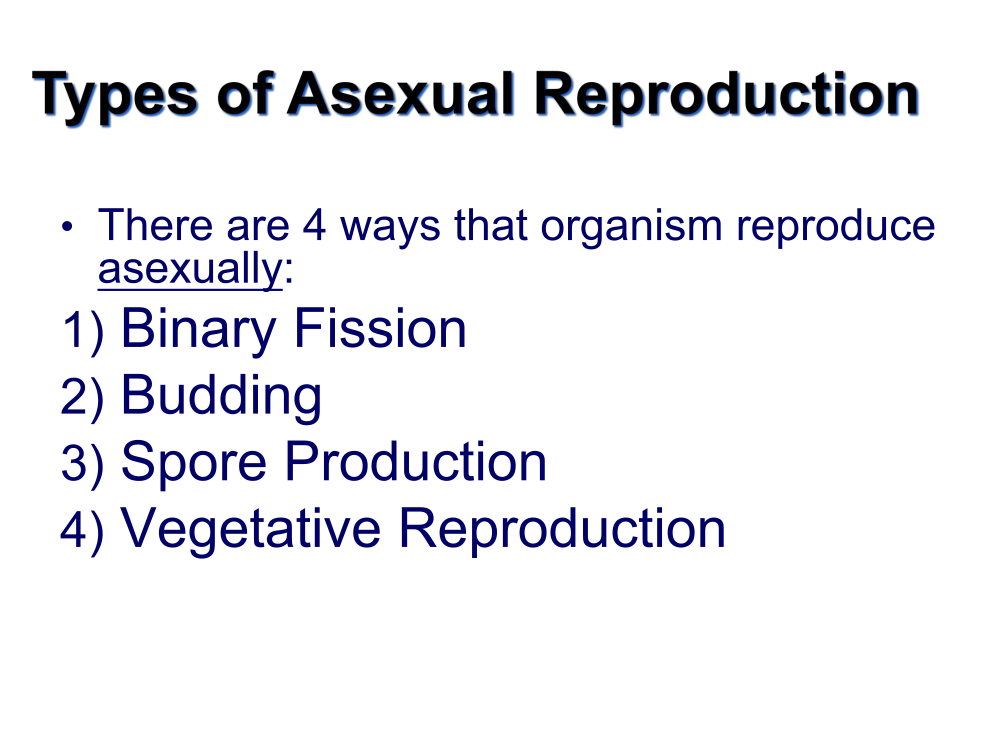 Types of Asexual Reproduction
• There are 4 ways that organism reproduce
asexually:
1) Binary Fission
2) Budding
3) Spore Production
4) Vegetative Reproduction